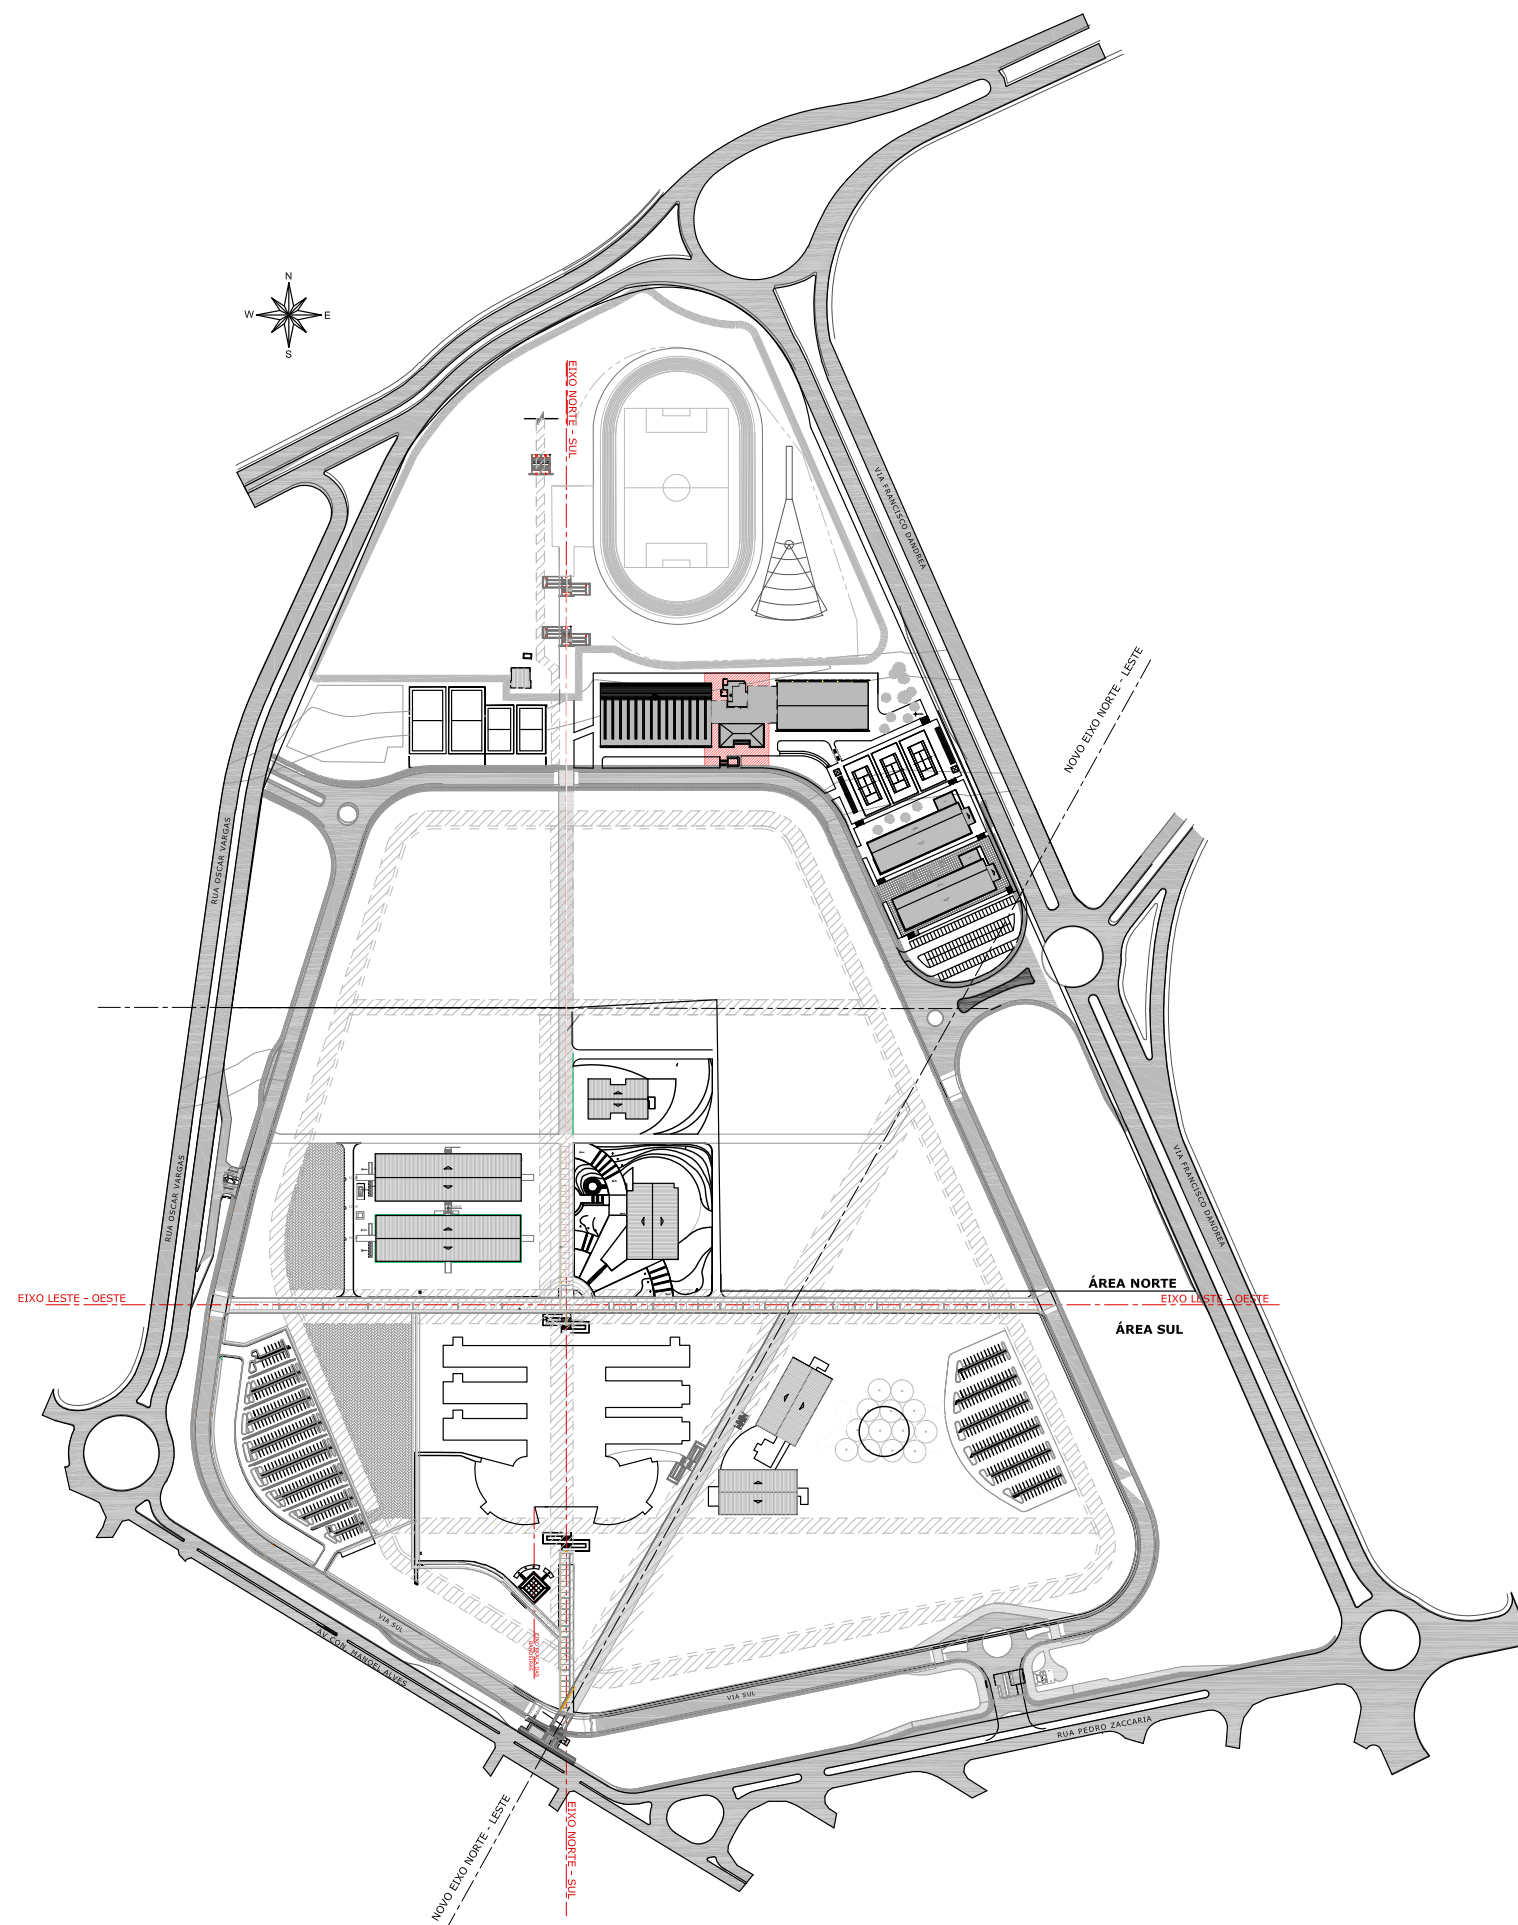 N
W E
S
EIXO NORTE - SUL
VIA FRANCISCO DANDREA
NOVO EIXO NORTE - LESTE
RUA OSCAR VARGAS
RUA OSCAR VARGAS
VIA FRANCISCO DANDREA
ÁREA NORTE
EIXO LESTE - OESTE
EIXO LESTE - OESTE
ÁREA SUL
VIA SUL
AV. CON. MANOEL ALVES
VIA SUL
RUA PEDRO ZACCARIA
NOVO EIXO NORTE - LESTE
EIXO NORTE - SUL